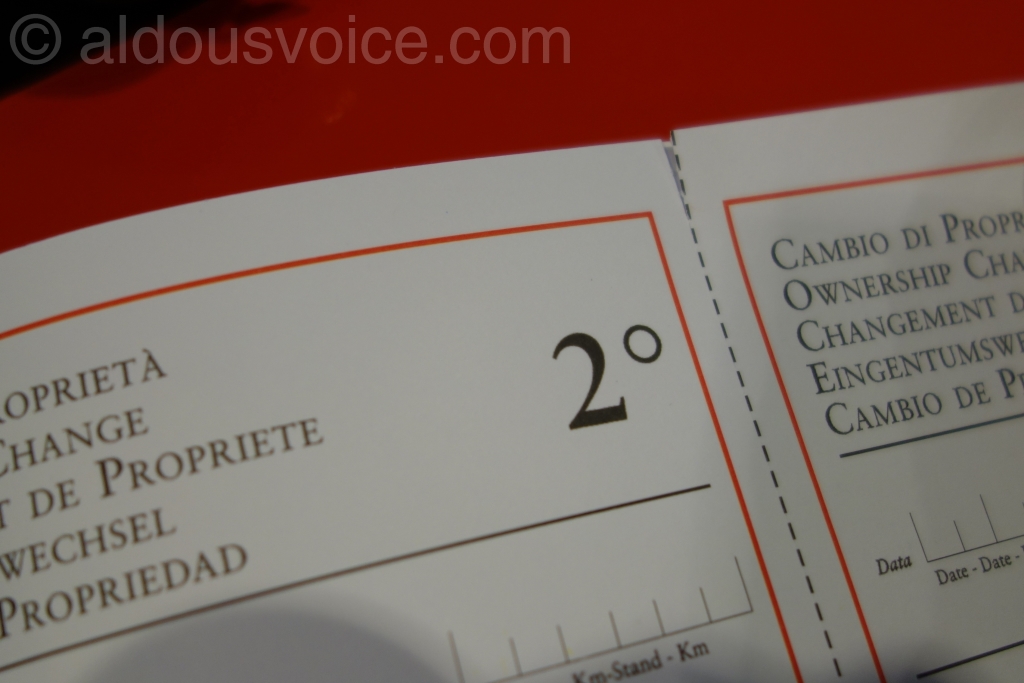 © aldousvoice.com
ROPRIETÀ
CHANGE
T DE PROPRIETE
WECHSEL
PROPRIEDAD
2°
Km-Stand - Km
CAMBIO DI PROPR
OWNERSHIP CHA
CHANGEMENT D
EINGENTUMSWE
CAMBIO DE P
Data
Date - Date -